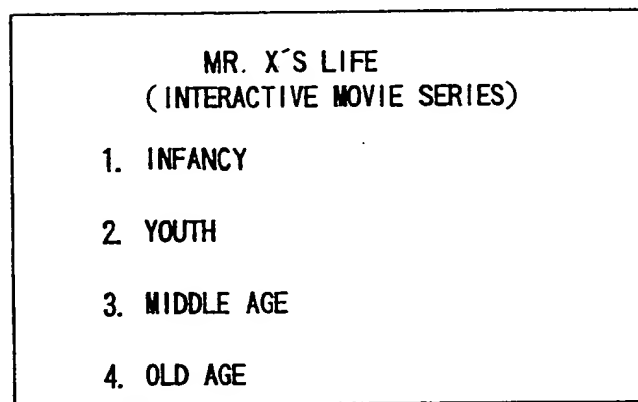 MR. X´S LIFE
(INTERACTIVE MOVIE SERIES)
1. INFANCY
2. YOUTH
3. MIDDLE AGE
4. OLD AGE